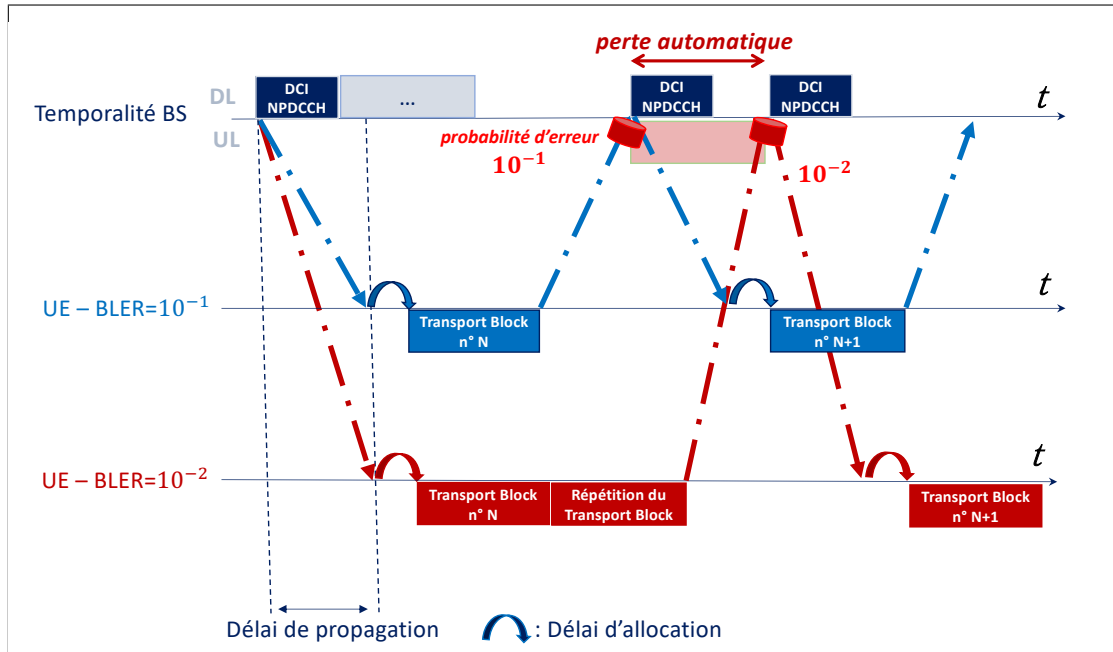 perte automatique
DCI
NPDCCH
...
DCI
NPDCCH
DCI
NPDCCH
DL
Temporalité BS
UL
t
probabilité d'erreur
10⁻¹
10⁻²
t
UE – BLER=10⁻¹
Transport Block
n° N
Transport Block
n° N+1
t
UE – BLER=10⁻²
Transport Block
n° N
Répétition du
Transport Block
Transport Block
n° N+1
Délai de propagation
: Délai d'allocation